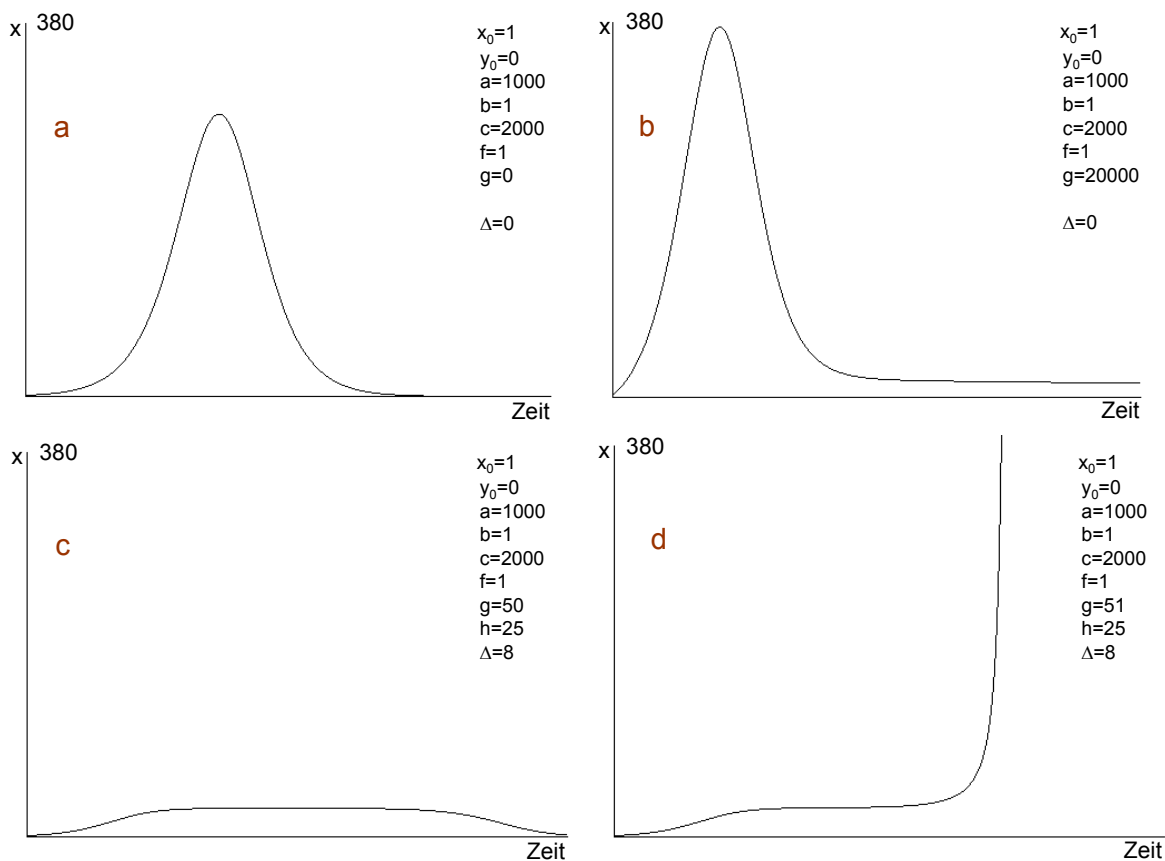 x 380
a
x₀=1
y₀=0
a=1000
b=1
c=2000
f=1
g=0
Δ=0
Zeit
x 380
b
x₀=1
y₀=0
a=1000
b=1
c=2000
f=1
g=20000
Δ=0
Zeit
x 380
c
x₀=1
y₀=0
a=1000
b=1
c=2000
f=1
g=50
h=25
Δ=8
Zeit
x 380
d
x₀=1
y₀=0
a=1000
b=1
c=2000
f=1
g=51
h=25
Δ=8
Zeit